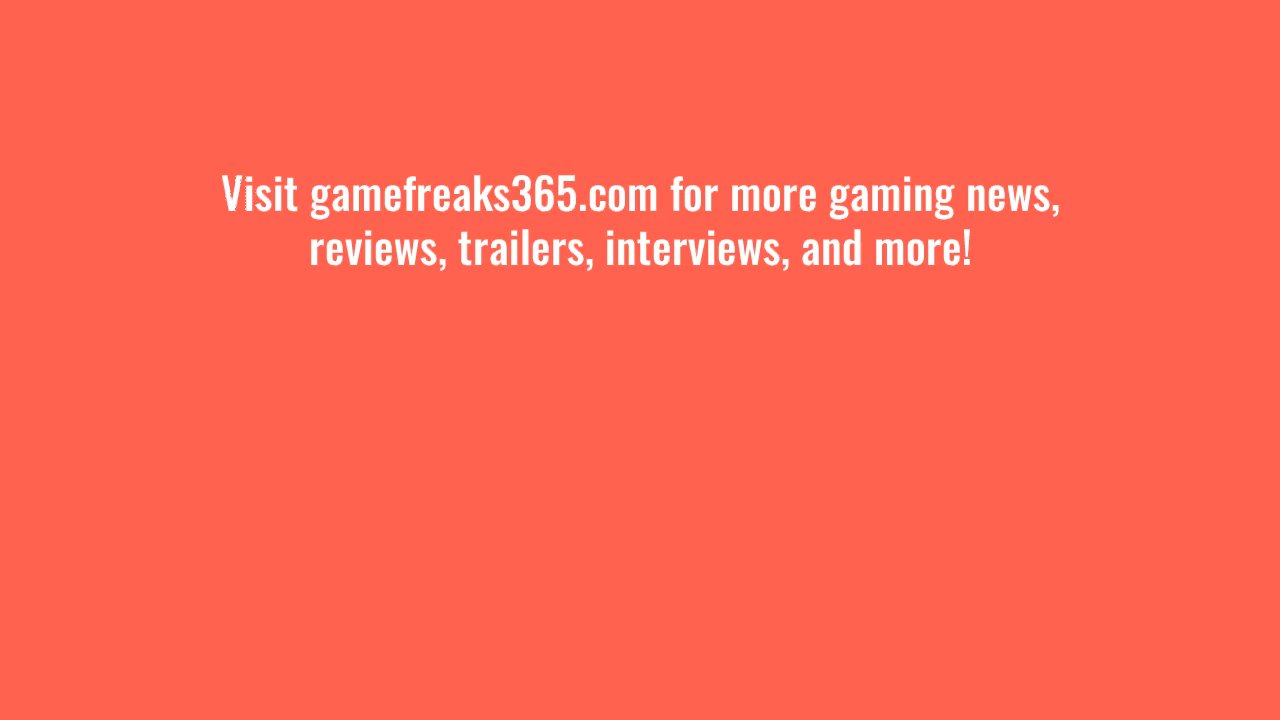 Visit gamefreaks365.com for more gaming news,
reviews, trailers, interviews, and more!